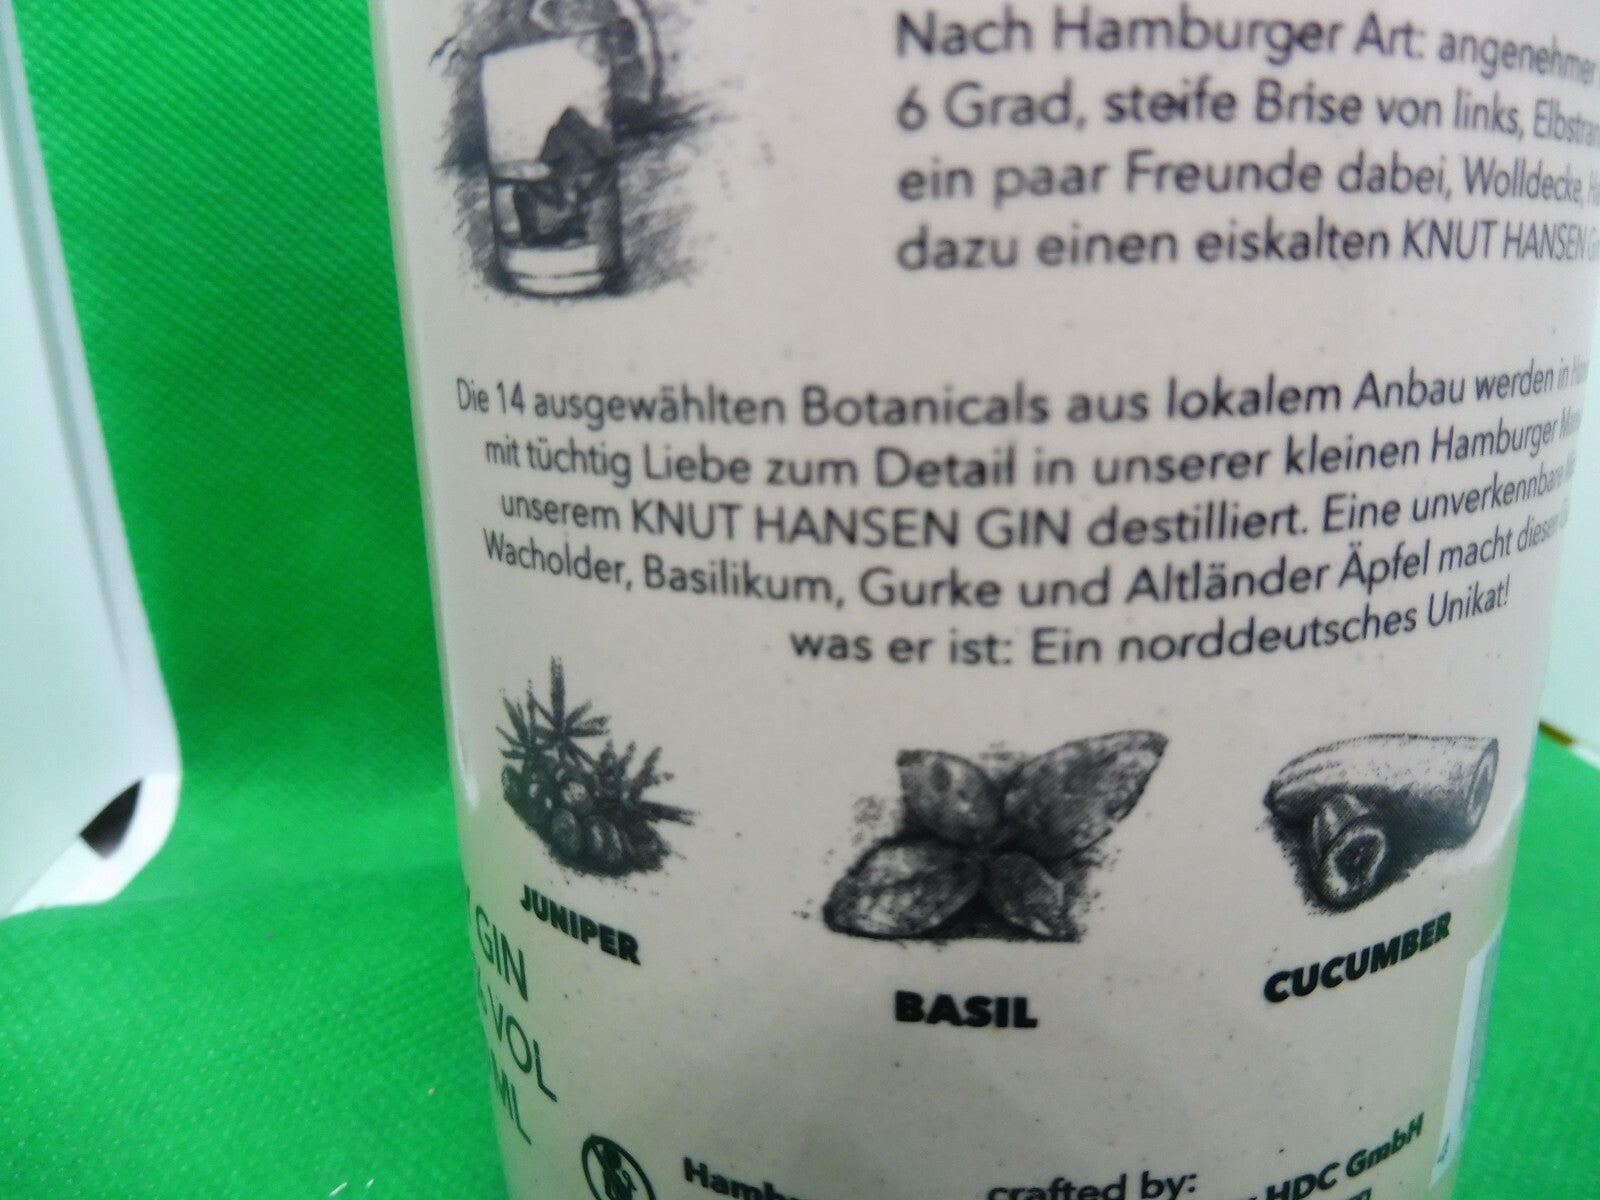 Nach Hamburger Art: angenehmer
6 Grad, steife Brise von links,
ein paar Freunde dabei, Wolldecke,
dazu einen eiskalten KNUT HANSEN
Die 14 ausgewählten Botanicals aus lokalem Anbau werden in
mit tüchtig Liebe zum Detail in unserer kleinen Hamburger
unserem KNUT HANSEN GIN destilliert. Eine unverkennbare
Wacholder, Basilikum, Gurke und Altländer Äpfel macht diesen
was er ist: Ein norddeutsches Unikat!
JUNIPER
BASIL
CUCUMBER
GIN
VOL
ML
crafted by:
HDC GmbH